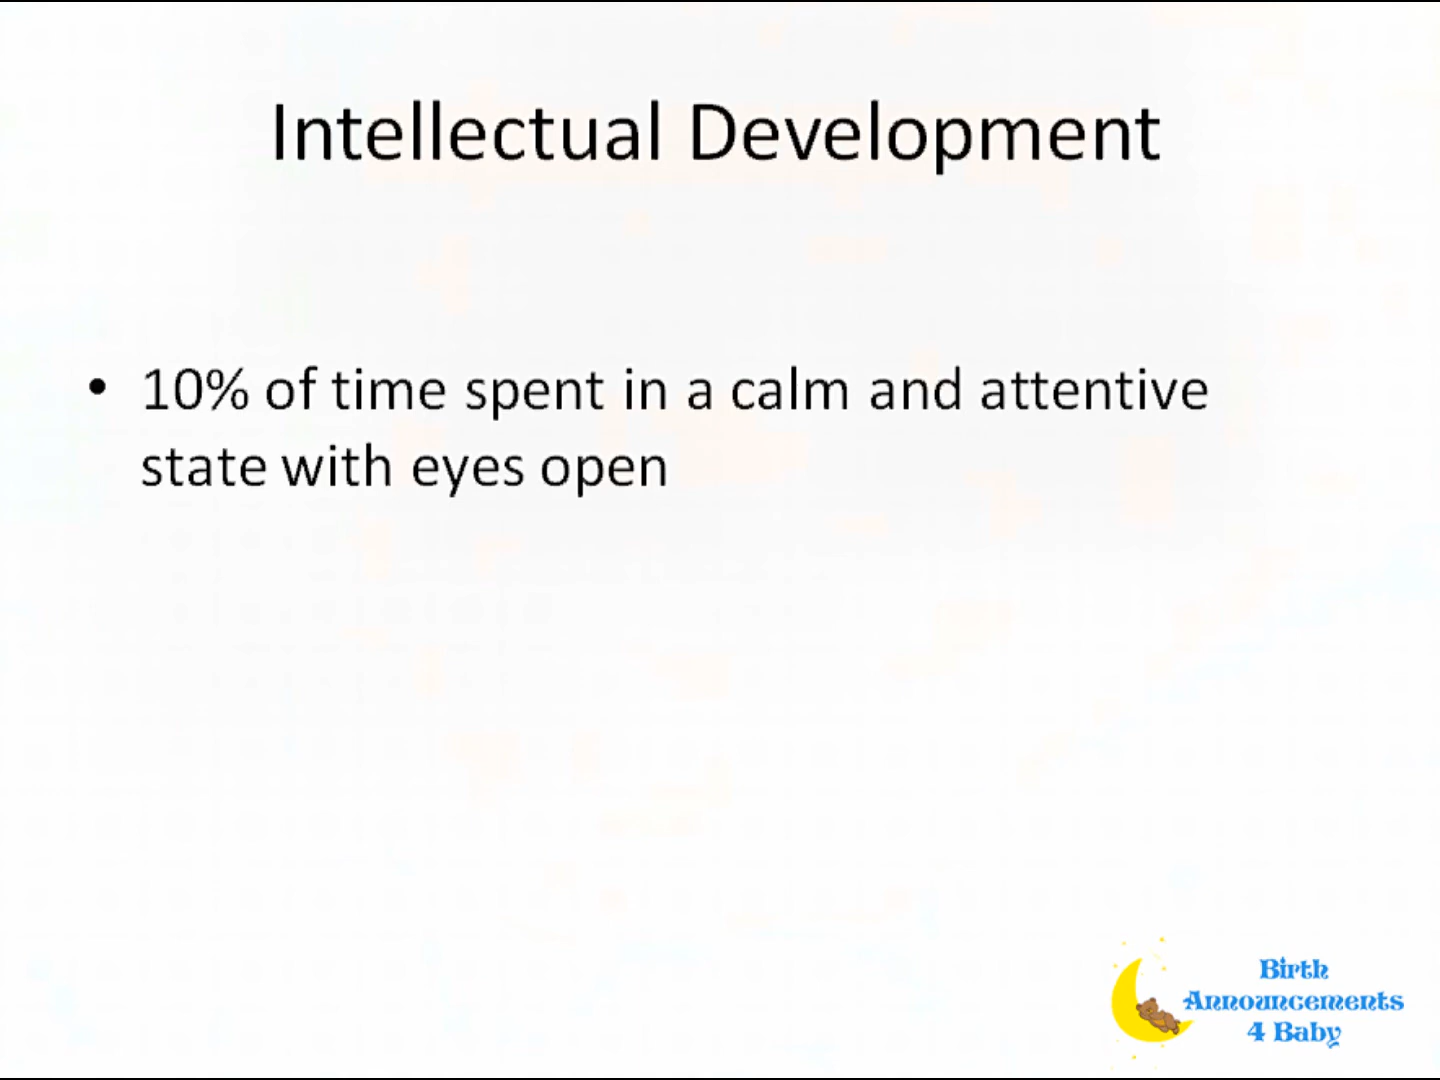 Intellectual Development
• 10% of time spent in a calm and attentive
state with eyes open
Birth
Announcements
4 Baby